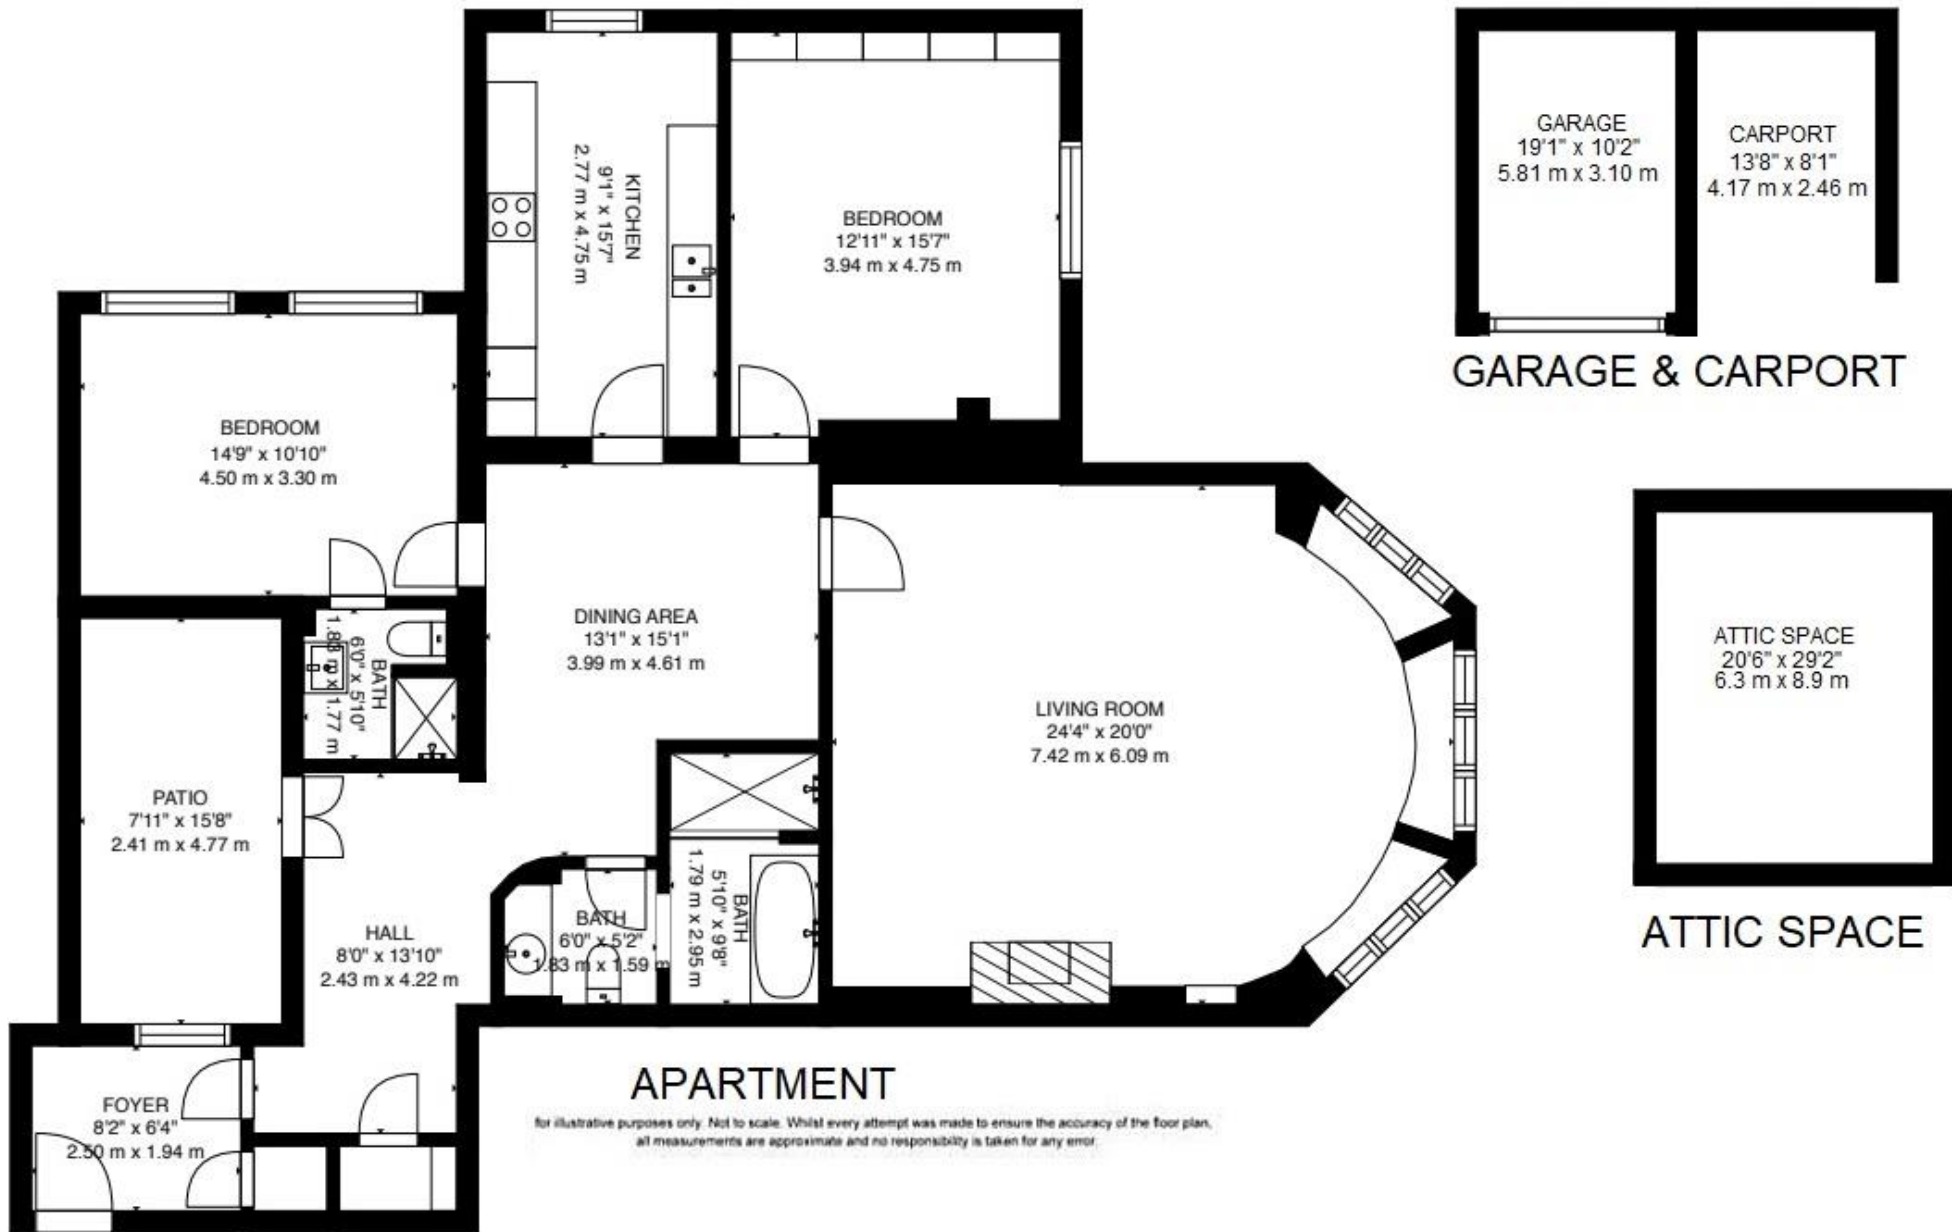 KITCHEN
9'1" x 15'7"
2.77 m x 4.75 m
BEDROOM
12'11" x 15'7"
3.94 m x 4.75 m
GARAGE
19'1" x 10'2"
5.81 m x 3.10 m
CARPORT
13'8" x 8'1"
4.17 m x 2.46 m
GARAGE & CARPORT
BEDROOM
14'9" x 10'10"
4.50 m x 3.30 m
DINING AREA
13'1" x 15'1"
3.99 m x 4.61 m
BATH
6'0" x 5'10"
1.83 m x 1.77 m
LIVING ROOM
24'4" x 20'0"
7.42 m x 6.09 m
ATTIC SPACE
20'6" x 29'2"
6.3 m x 8.9 m
ATTIC SPACE
PATIO
7'11" x 15'8"
2.41 m x 4.77 m
HALL
8'0" x 13'10"
2.43 m x 4.22 m
BATH
6'0" x 5'2"
1.83 m x 1.59 m
BATH
5'10" x 9'8"
1.79 m x 2.95 m
FOYER
8'2" x 6'4"
2.50 m x 1.94 m
APARTMENT
for illustrative purposes only. Not to scale. Whilst every attempt was made to ensure the accuracy of the floor plan,
all measurements are approximate and no responsibility is taken for any error.